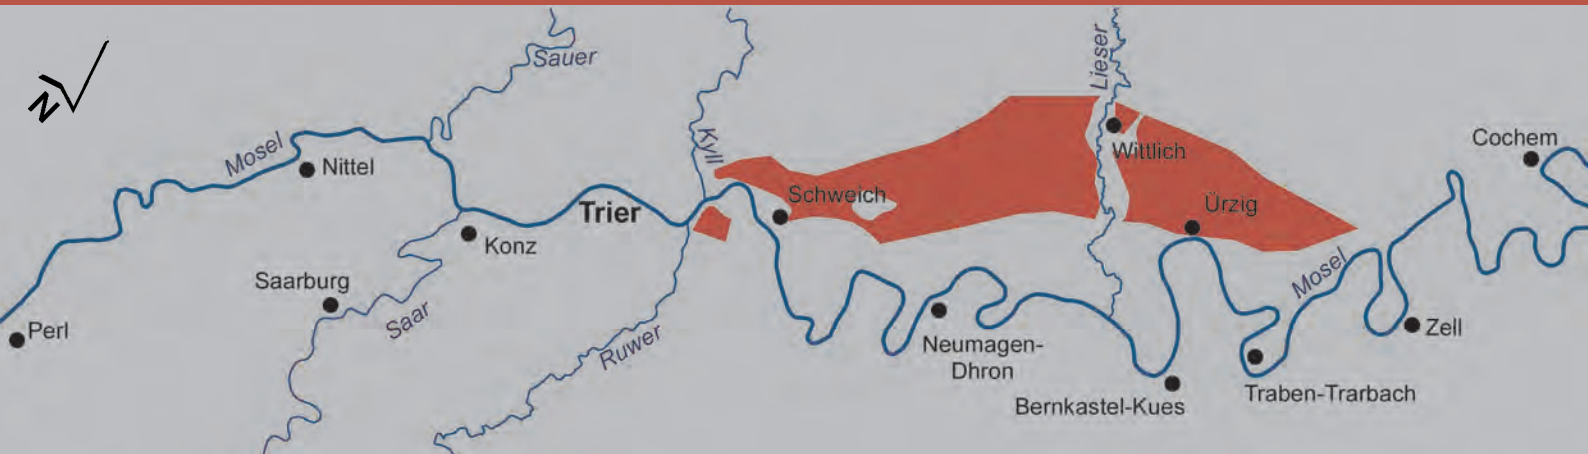 Sauer
Lieser
N
Mosel
Nittel
Kyll
Wittlich
Cochem
Schweich
Ürzig
Trier
Konz
Saarburg
Mosel
Saar
Perl
Ruwer
Neumagen-
Dhron
Zell
Bernkastel-Kues
Traben-Trarbach